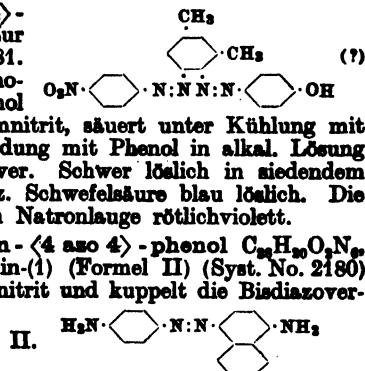 CH₃
ur
·CH₃
31.
(?)
no-
O₂N· ·N:N N:N· ·OH
nol
nnitrit, säuert unter Kühlung mit
dung mit Phenol in alkal. Lösung
ver. Schwer löslich in siedendem
z. Schwefelsäure blau löslich. Die
Natronlauge rötlichviolett.
n-⟨4 azo 4⟩-phenol
in-(1) (Formel II) (Syst. No. 2180)
nitrit und kuppelt die Bisdiazover-
II. H₂N· ·N:N· ·NH₂